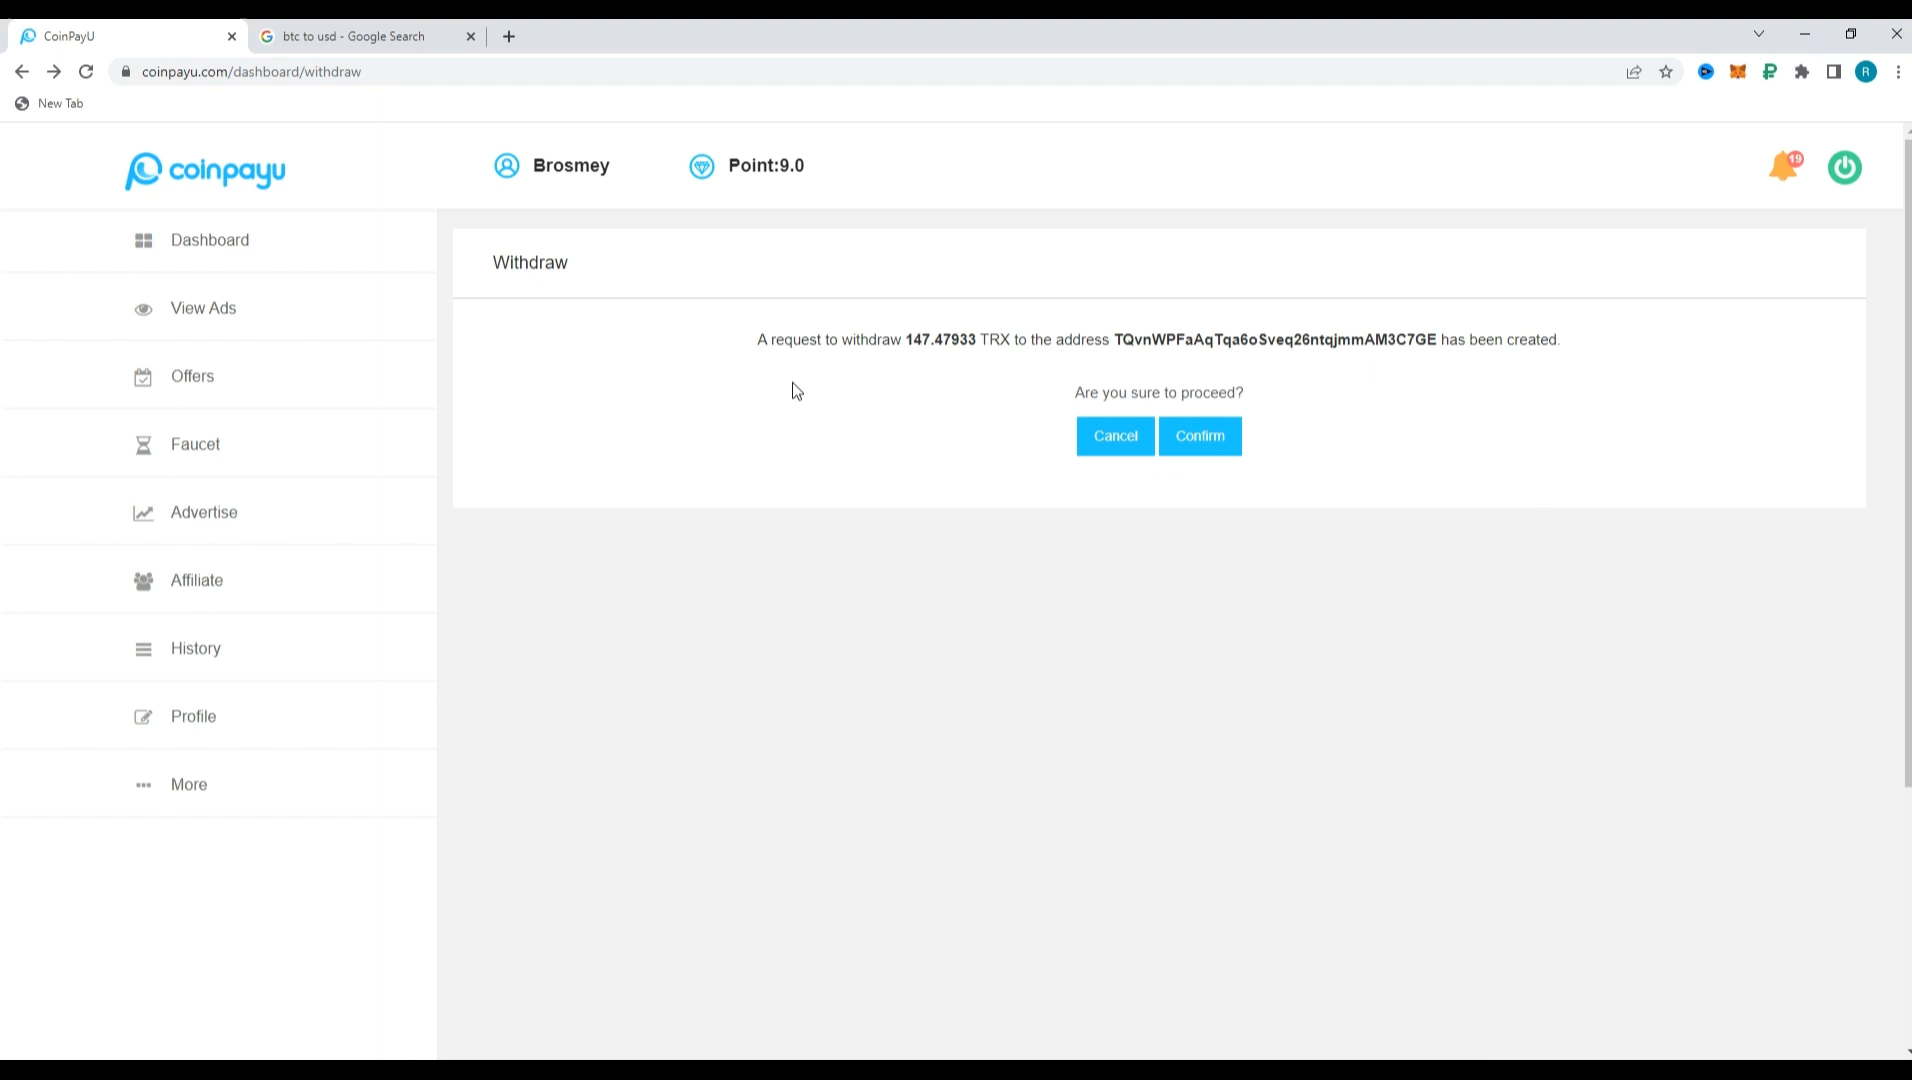 CoinPayU
btc to usd - Google Search
coinpayu.com/dashboard/withdraw
R
New Tab
coinpayu
Brosmey
Point:9.0
19
Dashboard
View Ads
Offers
Faucet
Advertise
Affiliate
History
Profile
More
Withdraw
A request to withdraw 147.47933 TRX to the address TQvnWPFaAqTqa6oSveq26ntqjmmAM3C7GE has been created.
Are you sure to proceed?
Cancel Confirm